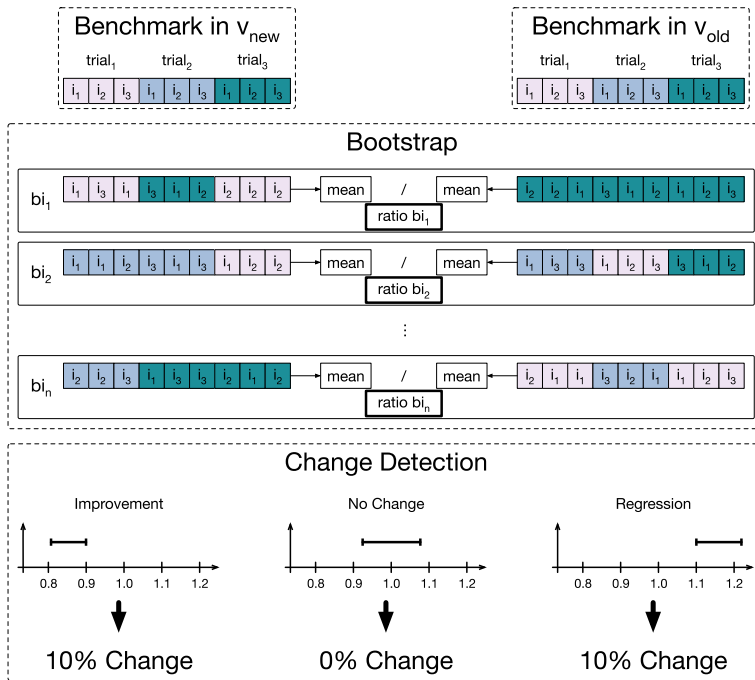 Benchmark in v_new
Benchmark in v_old
trial₁ trial₂ trial₃
trial₁ trial₂ trial₃
i₁ i₂ i₃ i₁ i₂ i₃ i₁ i₂ i₃
i₁ i₂ i₃ i₁ i₂ i₃ i₁ i₂ i₃
Bootstrap
bi₁ i₁ i₃ i₁ i₃ i₁ i₂ i₂ i₂ i₂ mean / mean i₂ i₂ i₁ i₃ i₁ i₂ i₁ i₂ i₃
ratio bi₁
bi₂ i₁ i₁ i₂ i₃ i₁ i₃ i₁ i₂ i₂ mean / mean i₁ i₃ i₃ i₁ i₂ i₃ i₃ i₁ i₂
ratio bi₂
⋮
biₙ i₂ i₂ i₃ i₁ i₃ i₃ i₂ i₁ i₂ mean / mean i₂ i₁ i₁ i₃ i₂ i₁ i₁ i₂ i₃
ratio biₙ
Change Detection
Improvement
No Change
Regression
0.8 0.9 1.0 1.1 1.2
0.8 0.9 1.0 1.1 1.2
0.8 0.9 1.0 1.1 1.2
10% Change
0% Change
10% Change